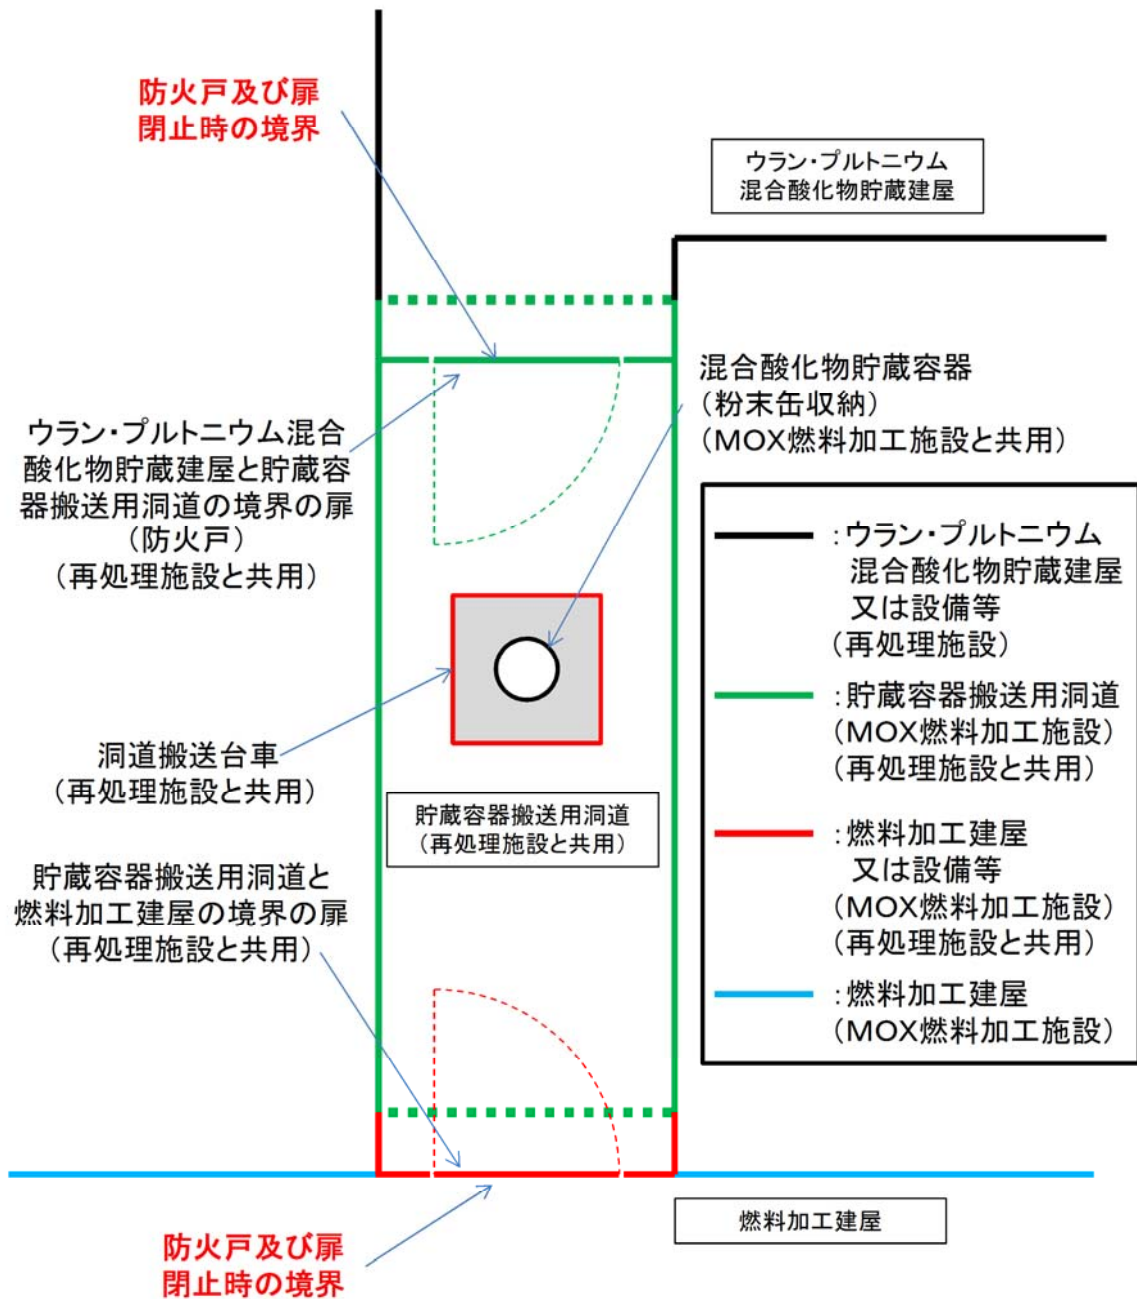 防火戸及び扉
閉止時の境界
ウラン・プルトニウム
混合酸化物貯蔵建屋
混合酸化物貯蔵容器
（粉末缶収納）
（MOX燃料加工施設と共用）
ウラン・プルトニウム混合
酸化物貯蔵建屋と貯蔵容
器搬送用洞道の境界の扉
（防火戸）
（再処理施設と共用）
：ウラン・プルトニウム
混合酸化物貯蔵建屋
又は設備等
（再処理施設）
：貯蔵容器搬送用洞道
（MOX燃料加工施設）
（再処理施設と共用）
：燃料加工建屋
又は設備等
（MOX燃料加工施設）
（再処理施設と共用）
：燃料加工建屋
（MOX燃料加工施設）
洞道搬送台車
（再処理施設と共用）
貯蔵容器搬送用洞道
（再処理施設と共用）
貯蔵容器搬送用洞道と
燃料加工建屋の境界の扉
（再処理施設と共用）
燃料加工建屋
防火戸及び扉
閉止時の境界